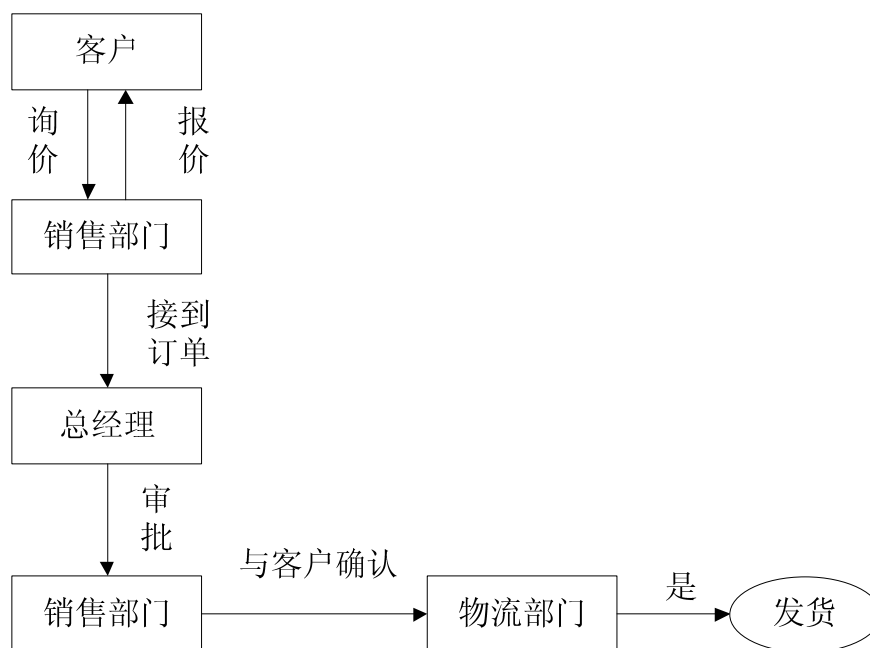 客户
询
价
报
价
销售部门
接到
订单
总经理
审
批
与客户确认
是
销售部门
物流部门
发货